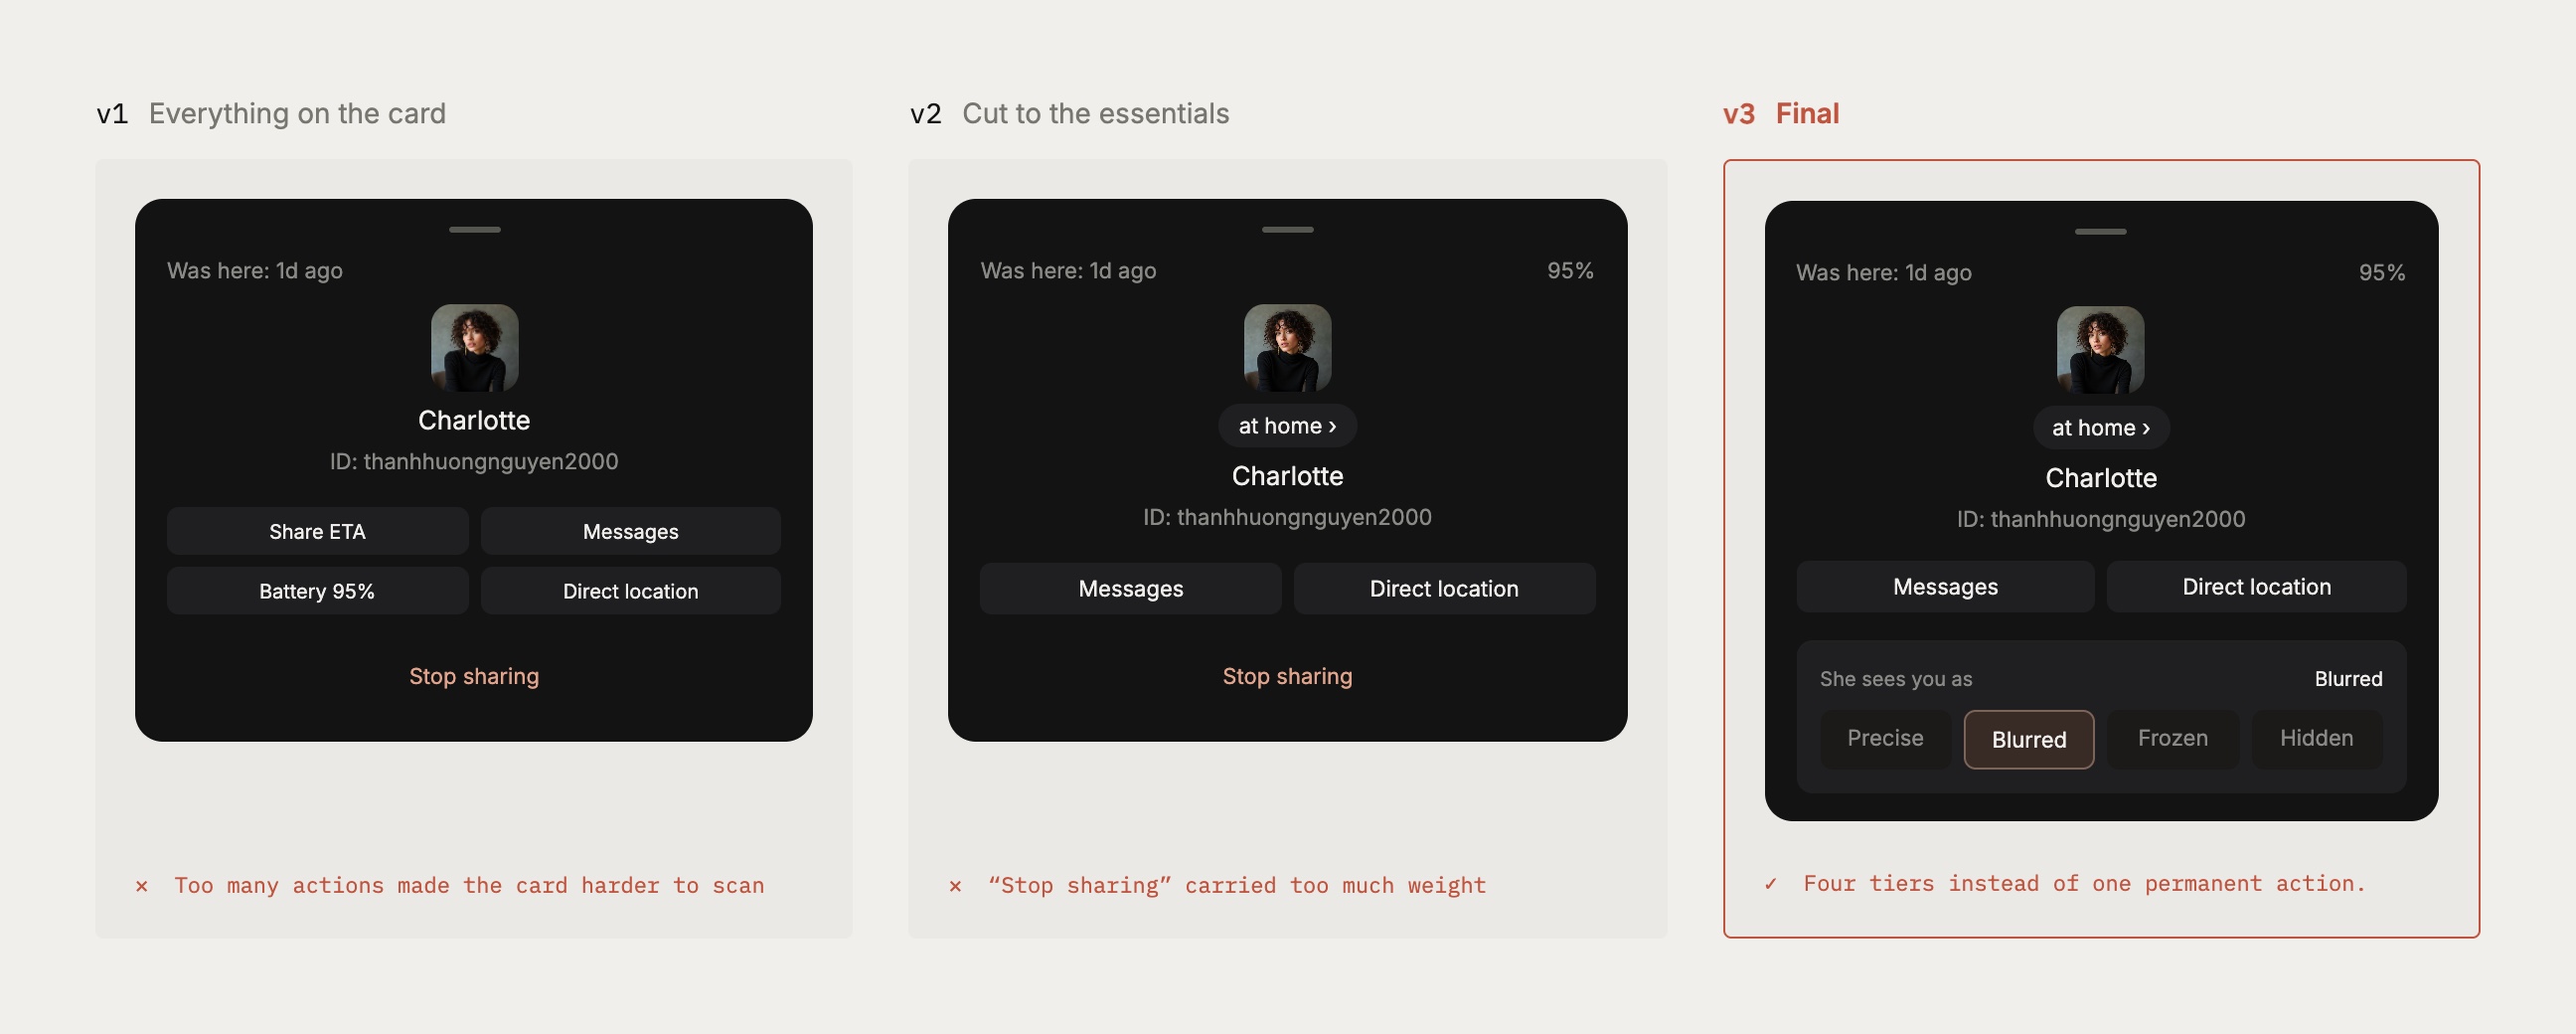 v1 Everything on the card
Was here: 1d ago
Charlotte
ID: thanhhuongnguyen2000
Share ETA
Messages
Battery 95%
Direct location
Stop sharing
× Too many actions made the card harder to scan
v2 Cut to the essentials
Was here: 1d ago
95%
at home ›
Charlotte
ID: thanhhuongnguyen2000
Messages
Direct location
Stop sharing
× “Stop sharing” carried too much weight
v3 Final
Was here: 1d ago
95%
at home ›
Charlotte
ID: thanhhuongnguyen2000
Messages
Direct location
She sees you as
Blurred
Precise
Blurred
Frozen
Hidden
✓ Four tiers instead of one permanent action.